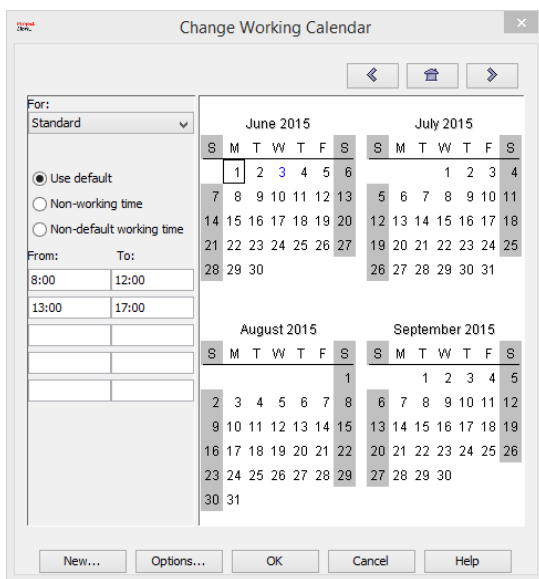 Change Working Calendar
For:
Standard
Use default
Non-working time
Non-default working time
From: To:
8:00 12:00
13:00 17:00
June 2015
S M T W T F S
1 2 3 4 5 6
7 8 9 10 11 12 13
14 15 16 17 18 19 20
21 22 23 24 25 26 27
28 29 30
July 2015
S M T W T F S
1 2 3 4
5 6 7 8 9 10 11
12 13 14 15 16 17 18
19 20 21 22 23 24 25
26 27 28 29 30 31
August 2015
S M T W T F S
1
2 3 4 5 6 7 8
9 10 11 12 13 14 15
16 17 18 19 20 21 22
23 24 25 26 27 28 29
30 31
September 2015
S M T W T F S
1 2 3 4 5
6 7 8 9 10 11 12
13 14 15 16 17 18 19
20 21 22 23 24 25 26
27 28 29 30
New... Options... OK Cancel Help